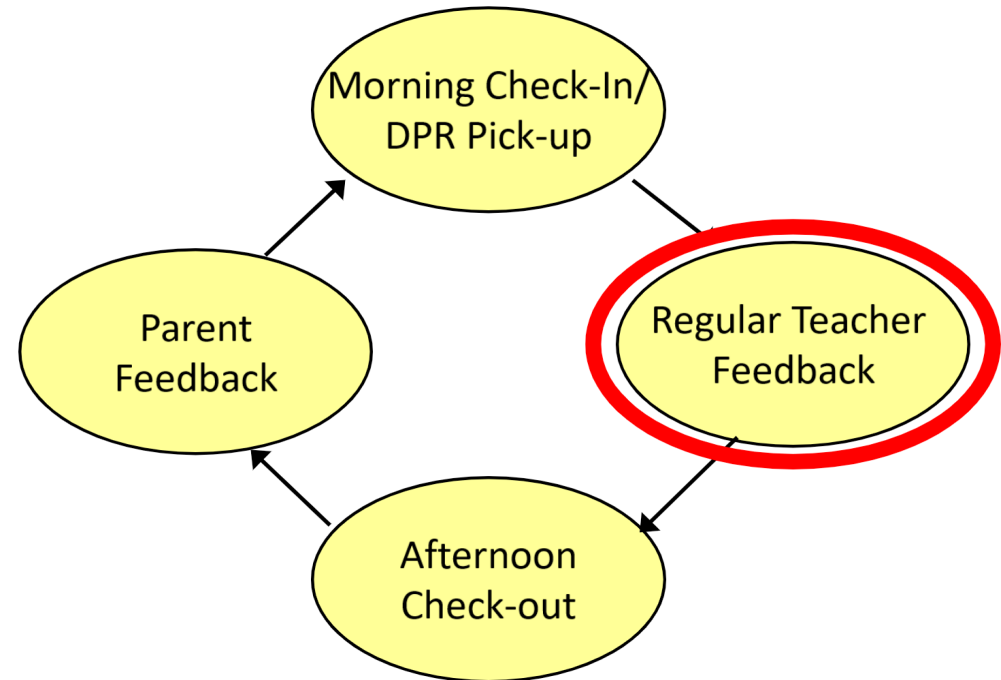 Morning Check-In/
DPR Pick-up
Regular Teacher
Feedback
Parent
Feedback
Afternoon
Check-out